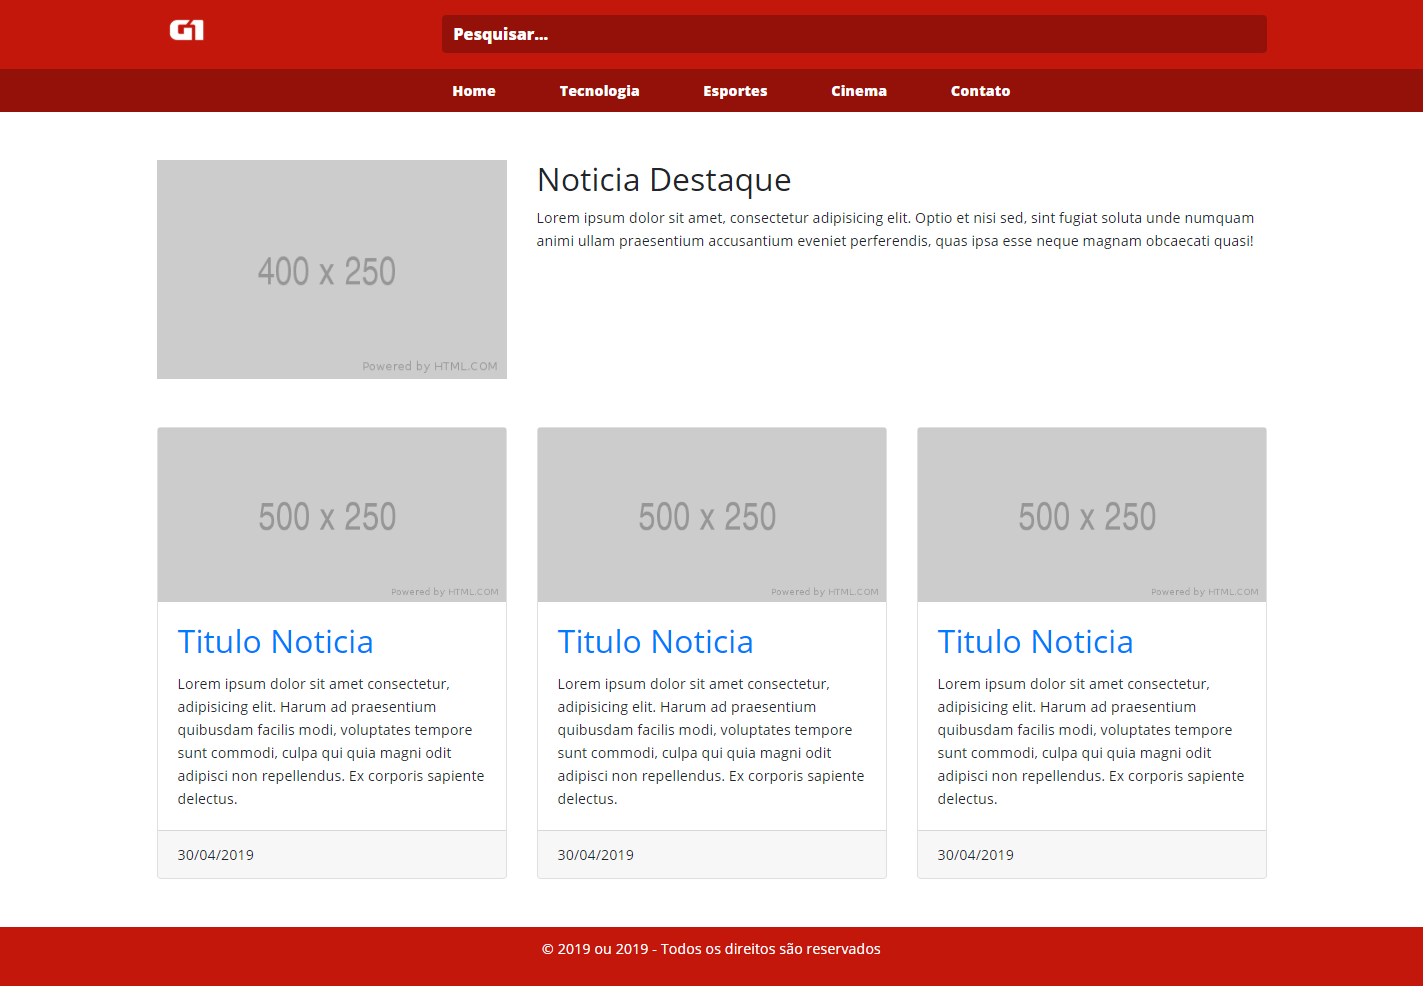 G1
Pesquisar...
Home Tecnologia Esportes Cinema Contato
400 x 250
Powered by HTML.COM
Noticia Destaque
Lorem ipsum dolor sit amet, consectetur adipisicing elit. Optio et nisi sed, sint fugiat soluta unde numquam
animi ullam praesentium accusantium eveniet perferendis, quas ipsa esse neque magnam obcaecati quasi!
500 x 250
Powered by HTML.COM
Titulo Noticia
Lorem ipsum dolor sit amet consectetur,
adipisicing elit. Harum ad praesentium
quibusdam facilis modi, voluptates tempore
sunt commodi, culpa qui quia magni odit
adipisci non repellendus. Ex corporis sapiente
delectus.
30/04/2019
500 x 250
Powered by HTML.COM
Titulo Noticia
Lorem ipsum dolor sit amet consectetur,
adipisicing elit. Harum ad praesentium
quibusdam facilis modi, voluptates tempore
sunt commodi, culpa qui quia magni odit
adipisci non repellendus. Ex corporis sapiente
delectus.
30/04/2019
500 x 250
Powered by HTML.COM
Titulo Noticia
Lorem ipsum dolor sit amet consectetur,
adipisicing elit. Harum ad praesentium
quibusdam facilis modi, voluptates tempore
sunt commodi, culpa qui quia magni odit
adipisci non repellendus. Ex corporis sapiente
delectus.
30/04/2019
© 2019 ou 2019 - Todos os direitos são reservados